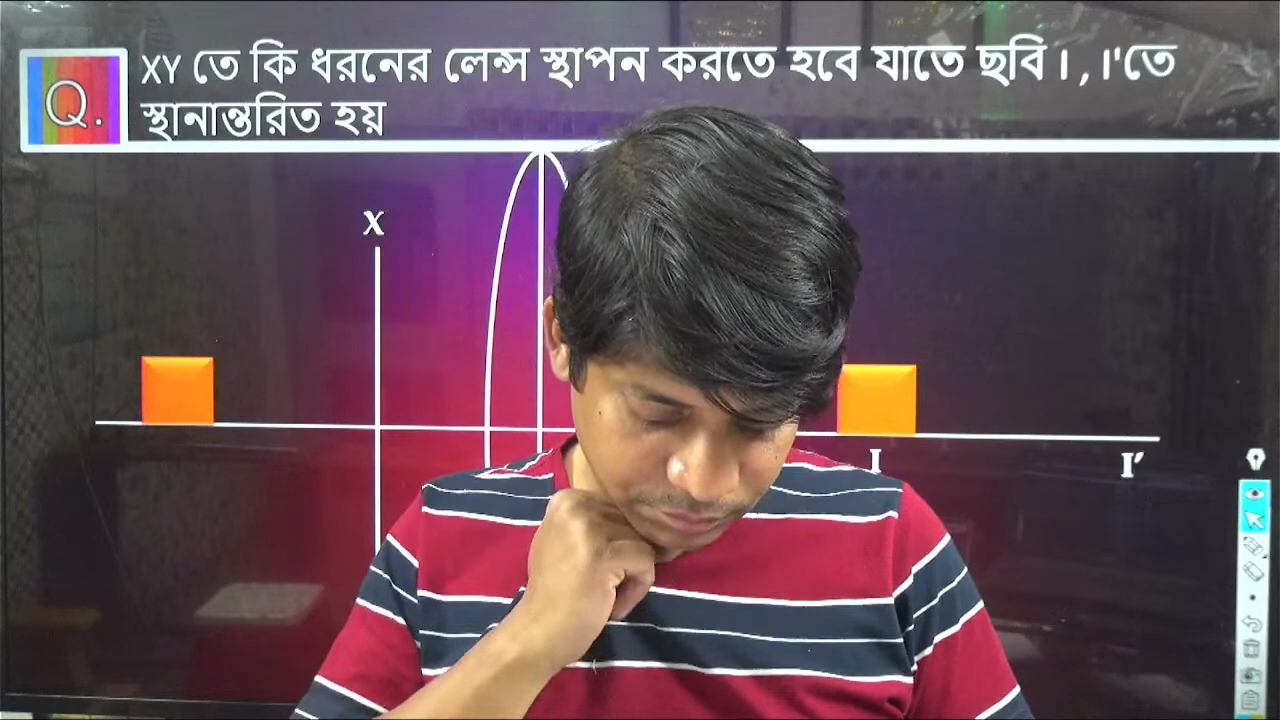 Q.
XY তে কি ধরনের লেন্স স্থাপন করতে হবে যাতে ছবি।,।'তে
স্থানান্তরিত হয়
X
I
I′